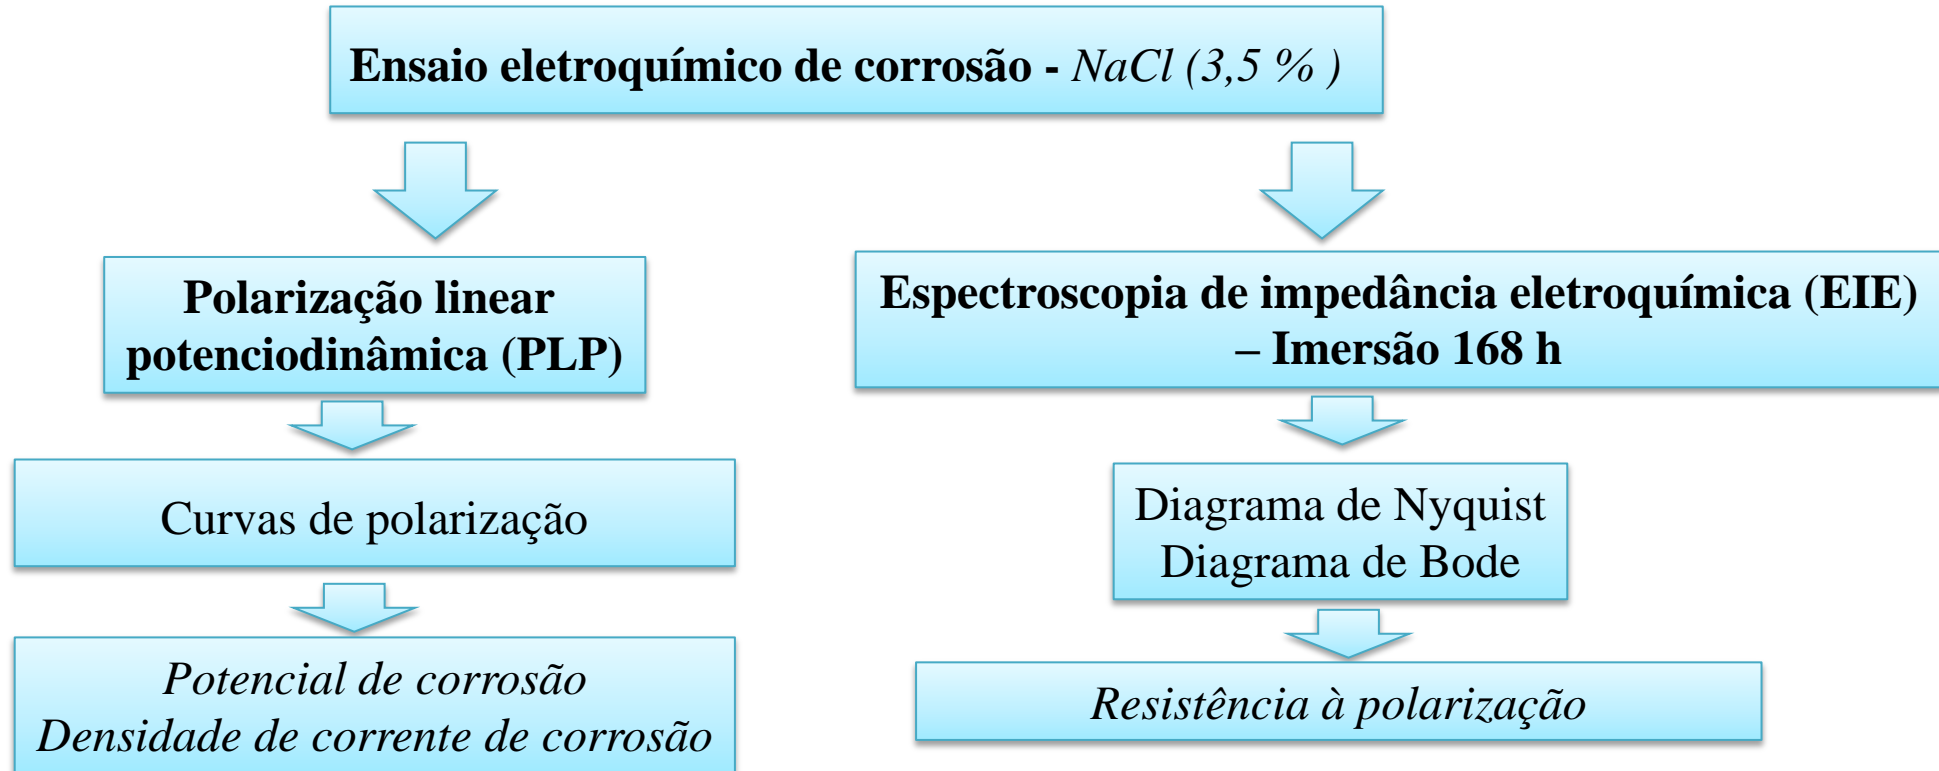 Ensaio eletroquímico de corrosão - NaCl (3,5 % )
Polarização linear
potenciodinâmica (PLP)
Espectroscopia de impedância eletroquímica (EIE)
– Imersão 168 h
Curvas de polarização
Diagrama de Nyquist
Diagrama de Bode
Potencial de corrosão
Densidade de corrente de corrosão
Resistência à polarização